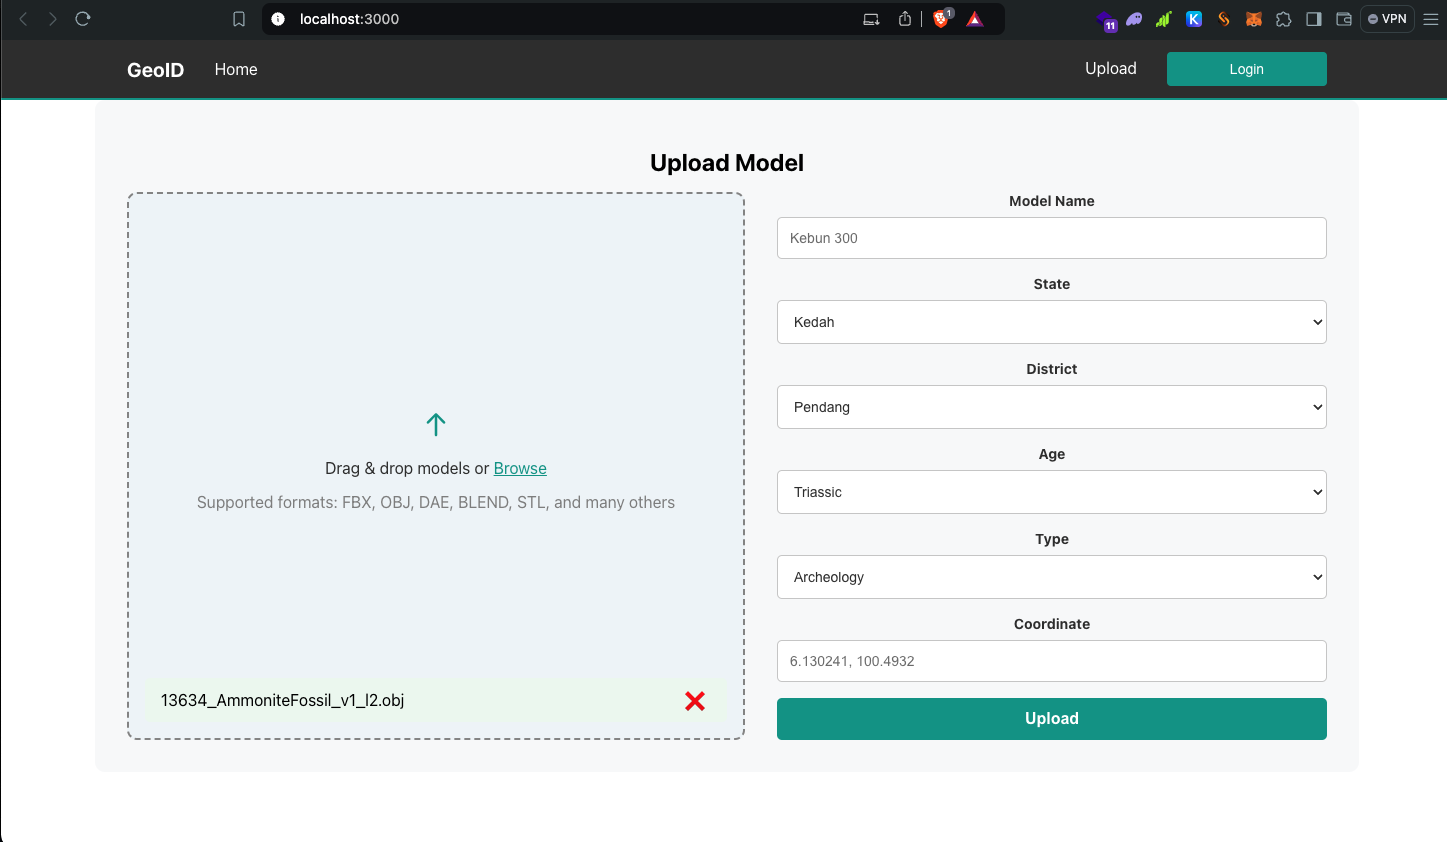 localhost:3000
1
11
K
VPN
GeoID
Home
Upload
Login
Upload Model
Drag & drop models or Browse
Supported formats: FBX, OBJ, DAE, BLEND, STL, and many others
13634_AmmoniteFossil_v1_l2.obj
Model Name
Kebun 300
State
Kedah
District
Pendang
Age
Triassic
Type
Archeology
Coordinate
6.130241, 100.4932
Upload